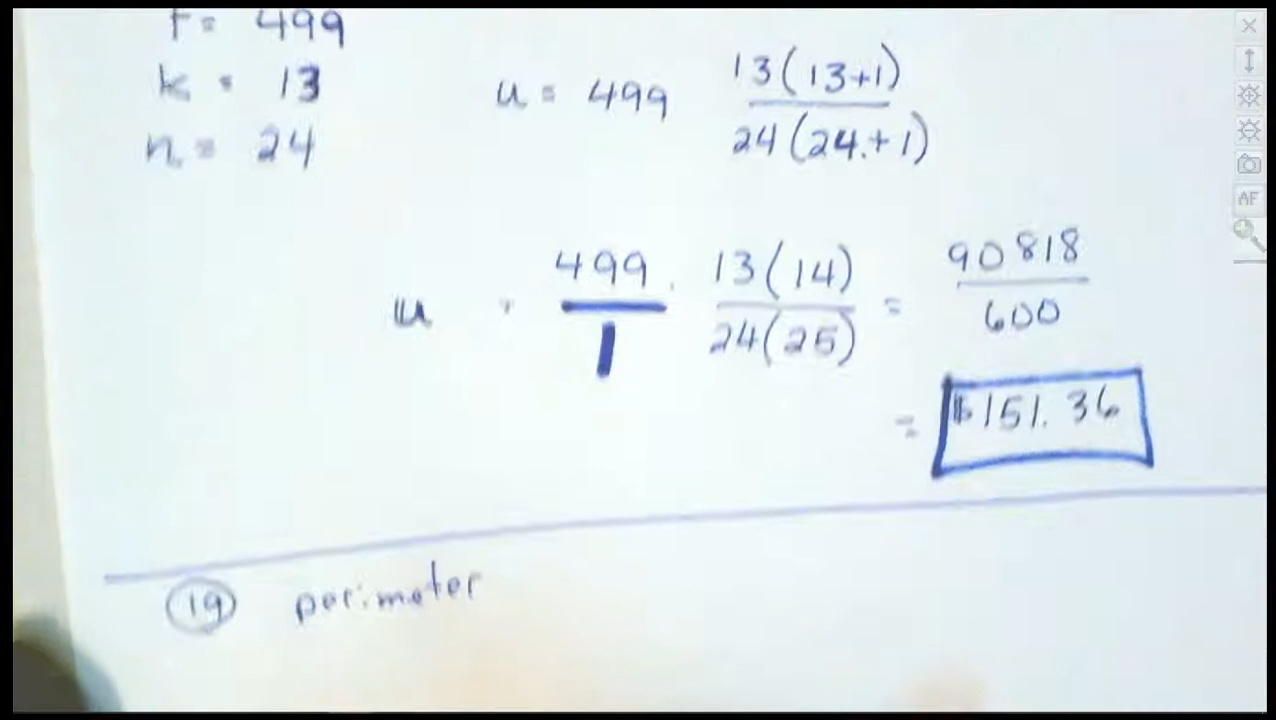 f = 499
k = 13
n = 24
u = 499 13(13+1)
24(24+1)
u = 499 . 13(14) = 90818
1 24(25) 600
= $151.36
19 perimeter
AF